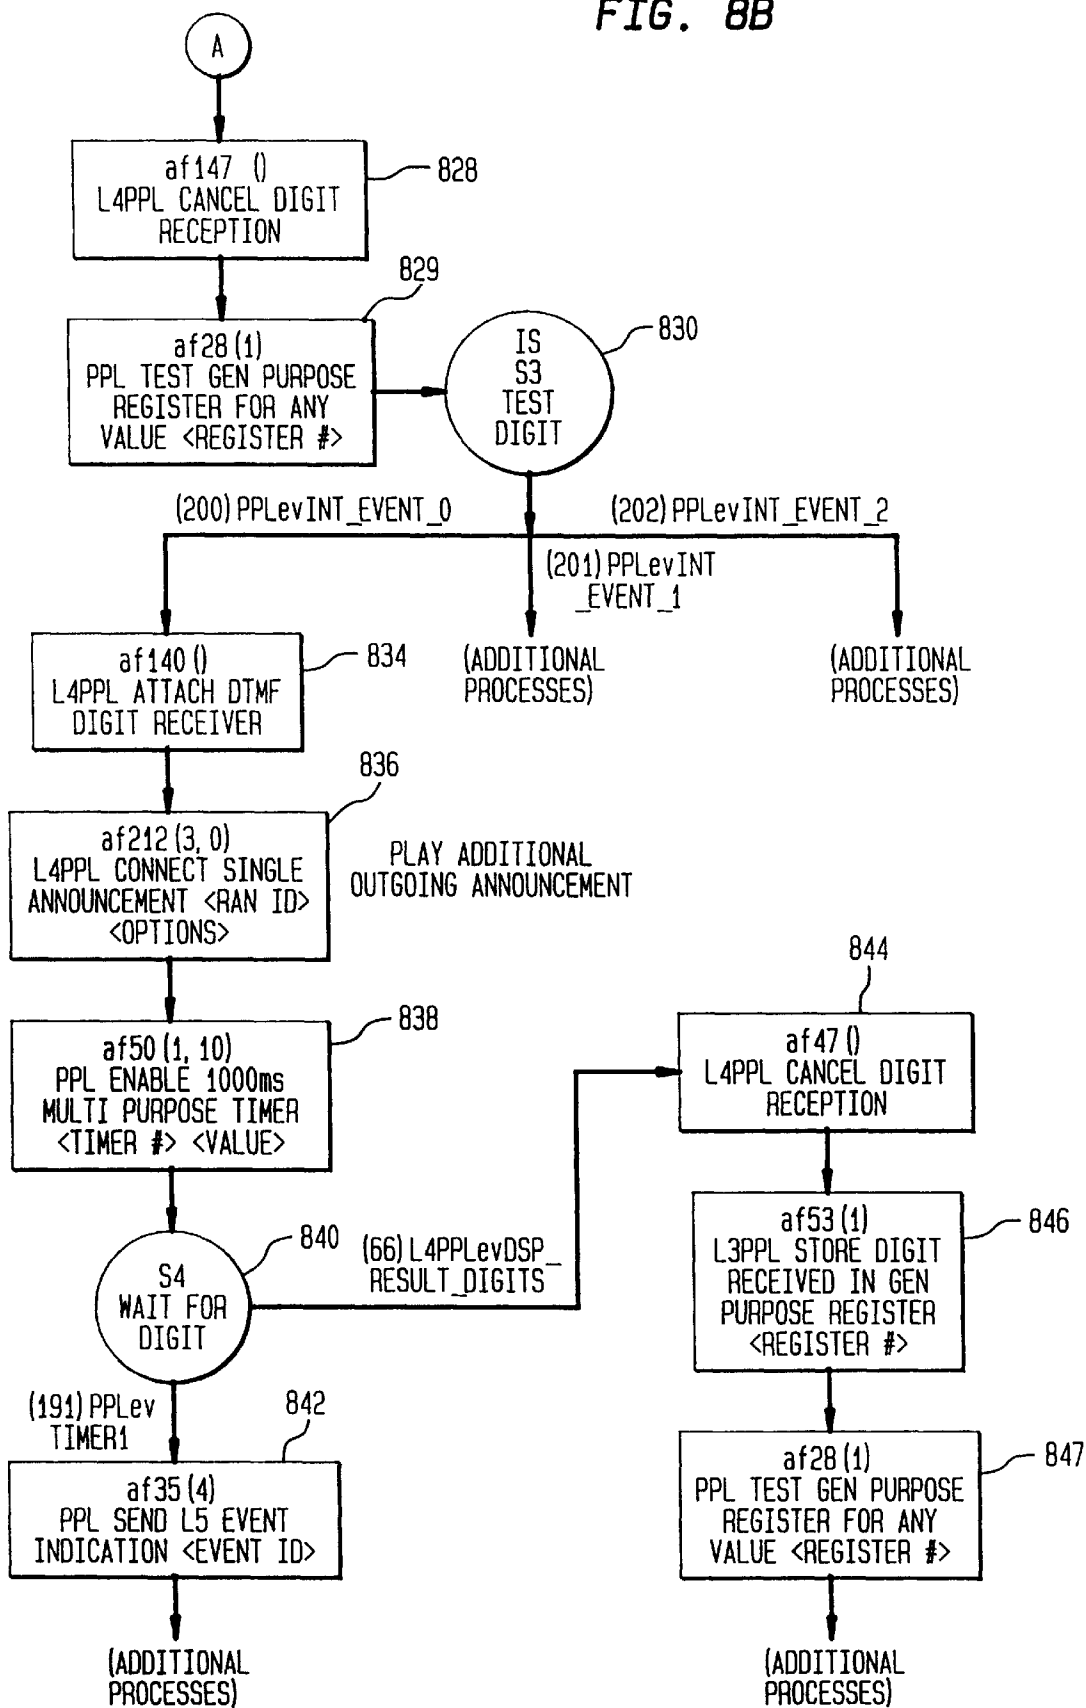 FIG. 8B
A
af147 ()
L4PPL CANCEL DIGIT
RECEPTION
828
829
af28(1)
PPL TEST GEN PURPOSE
REGISTER FOR ANY
VALUE <REGISTER #>
IS
S3
TEST
DIGIT
830
(200) PPLevINT_EVENT_0
(202) PPLevINT_EVENT_2
(201) PPLevINT
_EVENT_1
af140()
L4PPL ATTACH DTMF
DIGIT RECEIVER
834
(ADDITIONAL
PROCESSES)
(ADDITIONAL
PROCESSES)
836
af212(3,0)
L4PPL CONNECT SINGLE
ANNOUNCEMENT <RAN ID>
<OPTIONS>
PLAY ADDITIONAL
OUTGOING ANNOUNCEMENT
838
af50(1,10)
PPL ENABLE 1000ms
MULTI PURPOSE TIMER
<TIMER #> <VALUE>
844
af47()
L4PPL CANCEL DIGIT
RECEPTION
S4
WAIT FOR
DIGIT
840
(66) L4PPLevDSP_
RESULT_DIGITS
af53(1)
L3PPL STORE DIGIT
RECEIVED IN GEN
PURPOSE REGISTER
<REGISTER #>
846
(191) PPLev
TIMER1
842
af35(4)
PPL SEND L5 EVENT
INDICATION <EVENT ID>
af28(1)
PPL TEST GEN PURPOSE
REGISTER FOR ANY
VALUE <REGISTER #>
847
(ADDITIONAL
PROCESSES)
(ADDITIONAL
PROCESSES)